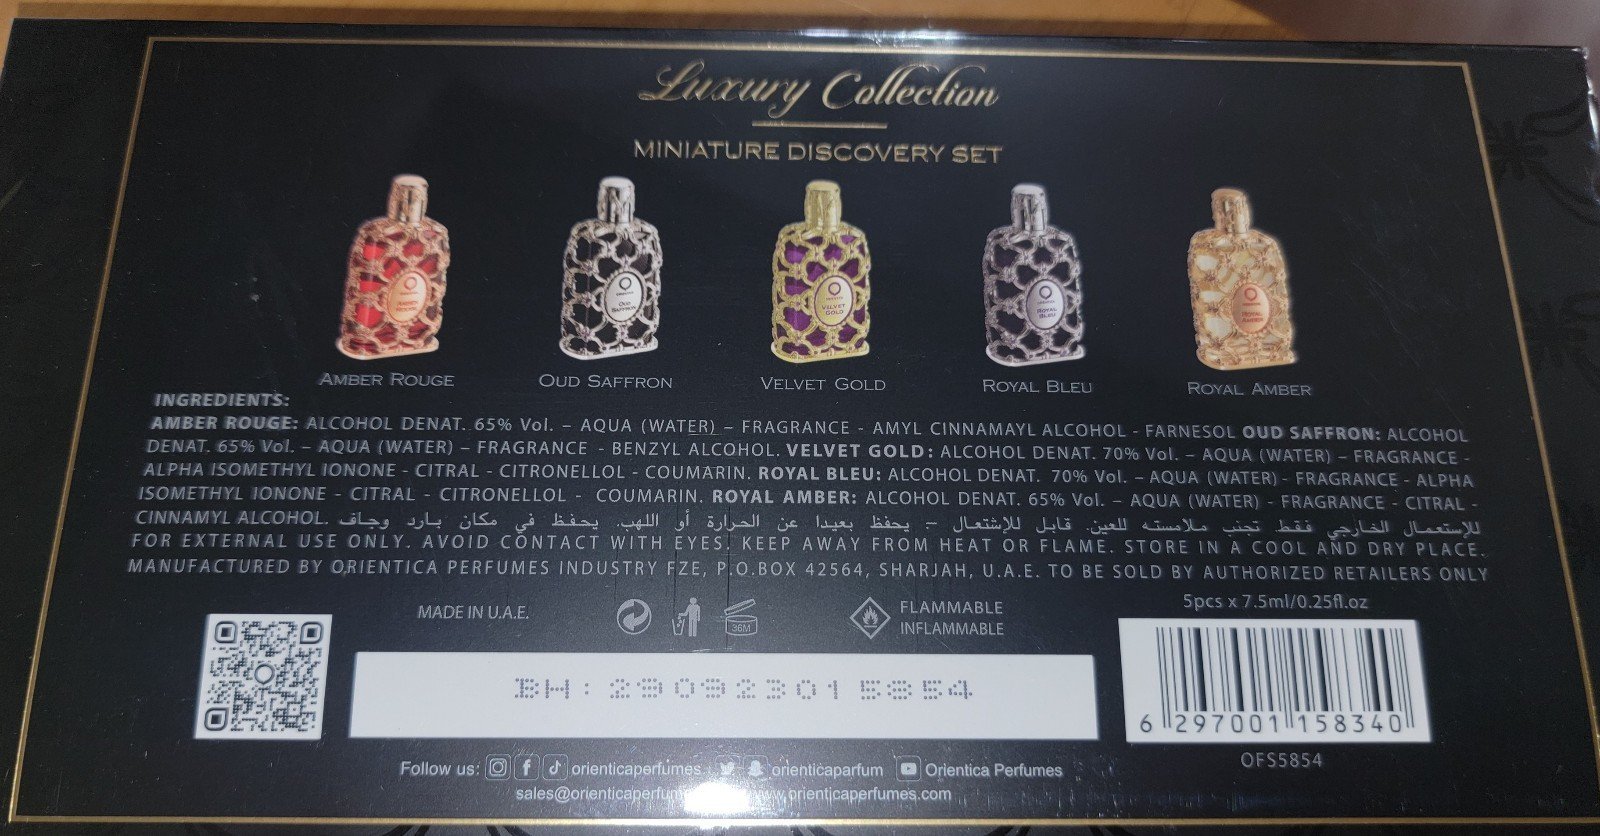 Luxury Collection
MINIATURE DISCOVERY SET
AMBER ROUGE OUD SAFFRON VELVET GOLD ROYAL BLEU ROYAL AMBER
INGREDIENTS:
AMBER ROUGE: ALCOHOL DENAT. 65% Vol. – AQUA (WATER) – FRAGRANCE - AMYL CINNAMAYL ALCOHOL - FARNESOL OUD SAFFRON: ALCOHOL
DENAT. 65% Vol. – AQUA (WATER) – FRAGRANCE - BENZYL ALCOHOL. VELVET GOLD: ALCOHOL DENAT. 70% Vol. – AQUA (WATER) – FRAGRANCE -
ALPHA ISOMETHYL IONONE - CITRAL - CITRONELLOL - COUMARIN. ROYAL BLEU: ALCOHOL DENAT. 70% Vol. – AQUA (WATER) - FRAGRANCE - ALPHA
ISOMETHYL IONONE - CITRAL - CITRONELLOL - COUMARIN. ROYAL AMBER: ALCOHOL DENAT. 65% Vol. – AQUA (WATER) - FRAGRANCE - CITRAL -
CINNAMYL ALCOHOL. للإستعمال الخارجي فقط تجنب ملامسته للعين. قابل للإشتعال – يحفظ بعيدا عن الحرارة أو اللهب. يحفظ في مكان بارد وجاف
FOR EXTERNAL USE ONLY. AVOID CONTACT WITH EYES. KEEP AWAY FROM HEAT OR FLAME. STORE IN A COOL AND DRY PLACE.
MANUFACTURED BY ORIENTICA PERFUMES INDUSTRY FZE, P.O.BOX 42564, SHARJAH, U.A.E. TO BE SOLD BY AUTHORIZED RETAILERS ONLY
MADE IN U.A.E.
36M
FLAMMABLE
INFLAMMABLE
5pcs x 7.5ml/0.25fl.oz
BH: 290923015854
6 297001 158340
OFS5854
Follow us: orienticaperfumes orienticaparfum Orientica Perfumes
www.orienticaperfumes.com